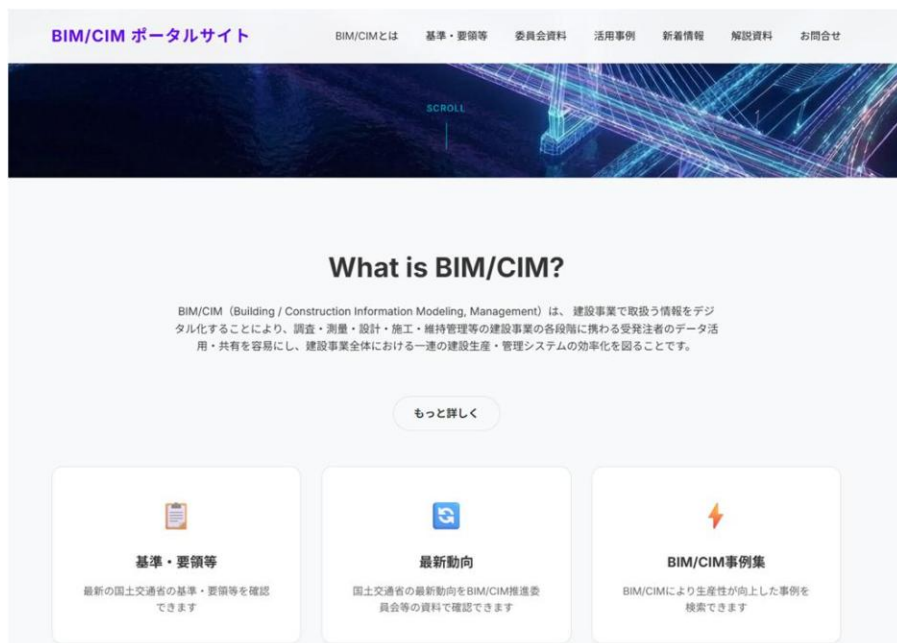 BIM/CIM ポータルサイト
BIM/CIMとは
基準・要領等
委員会資料
活用事例
新着情報
解説資料
お問合せ
SCROLL
What is BIM/CIM?
BIM/CIM（Building / Construction Information Modeling, Management）は、 建設事業で取扱う情報をデジ
タル化することにより、調査・測量・設計・施工・維持管理等の建設事業の各段階に携わる受発注者のデータ活
用・共有を容易にし、建設事業全体における一連の建設生産・管理システムの効率化を図ることです。
もっと詳しく
基準・要領等
最新の国土交通省の基準・要領等を確認
できます
最新動向
国土交通省の最新動向をBIM/CIM推進委
員会等の資料で確認できます
BIM/CIM事例集
BIM/CIMにより生産性が向上した事例を
検索できます